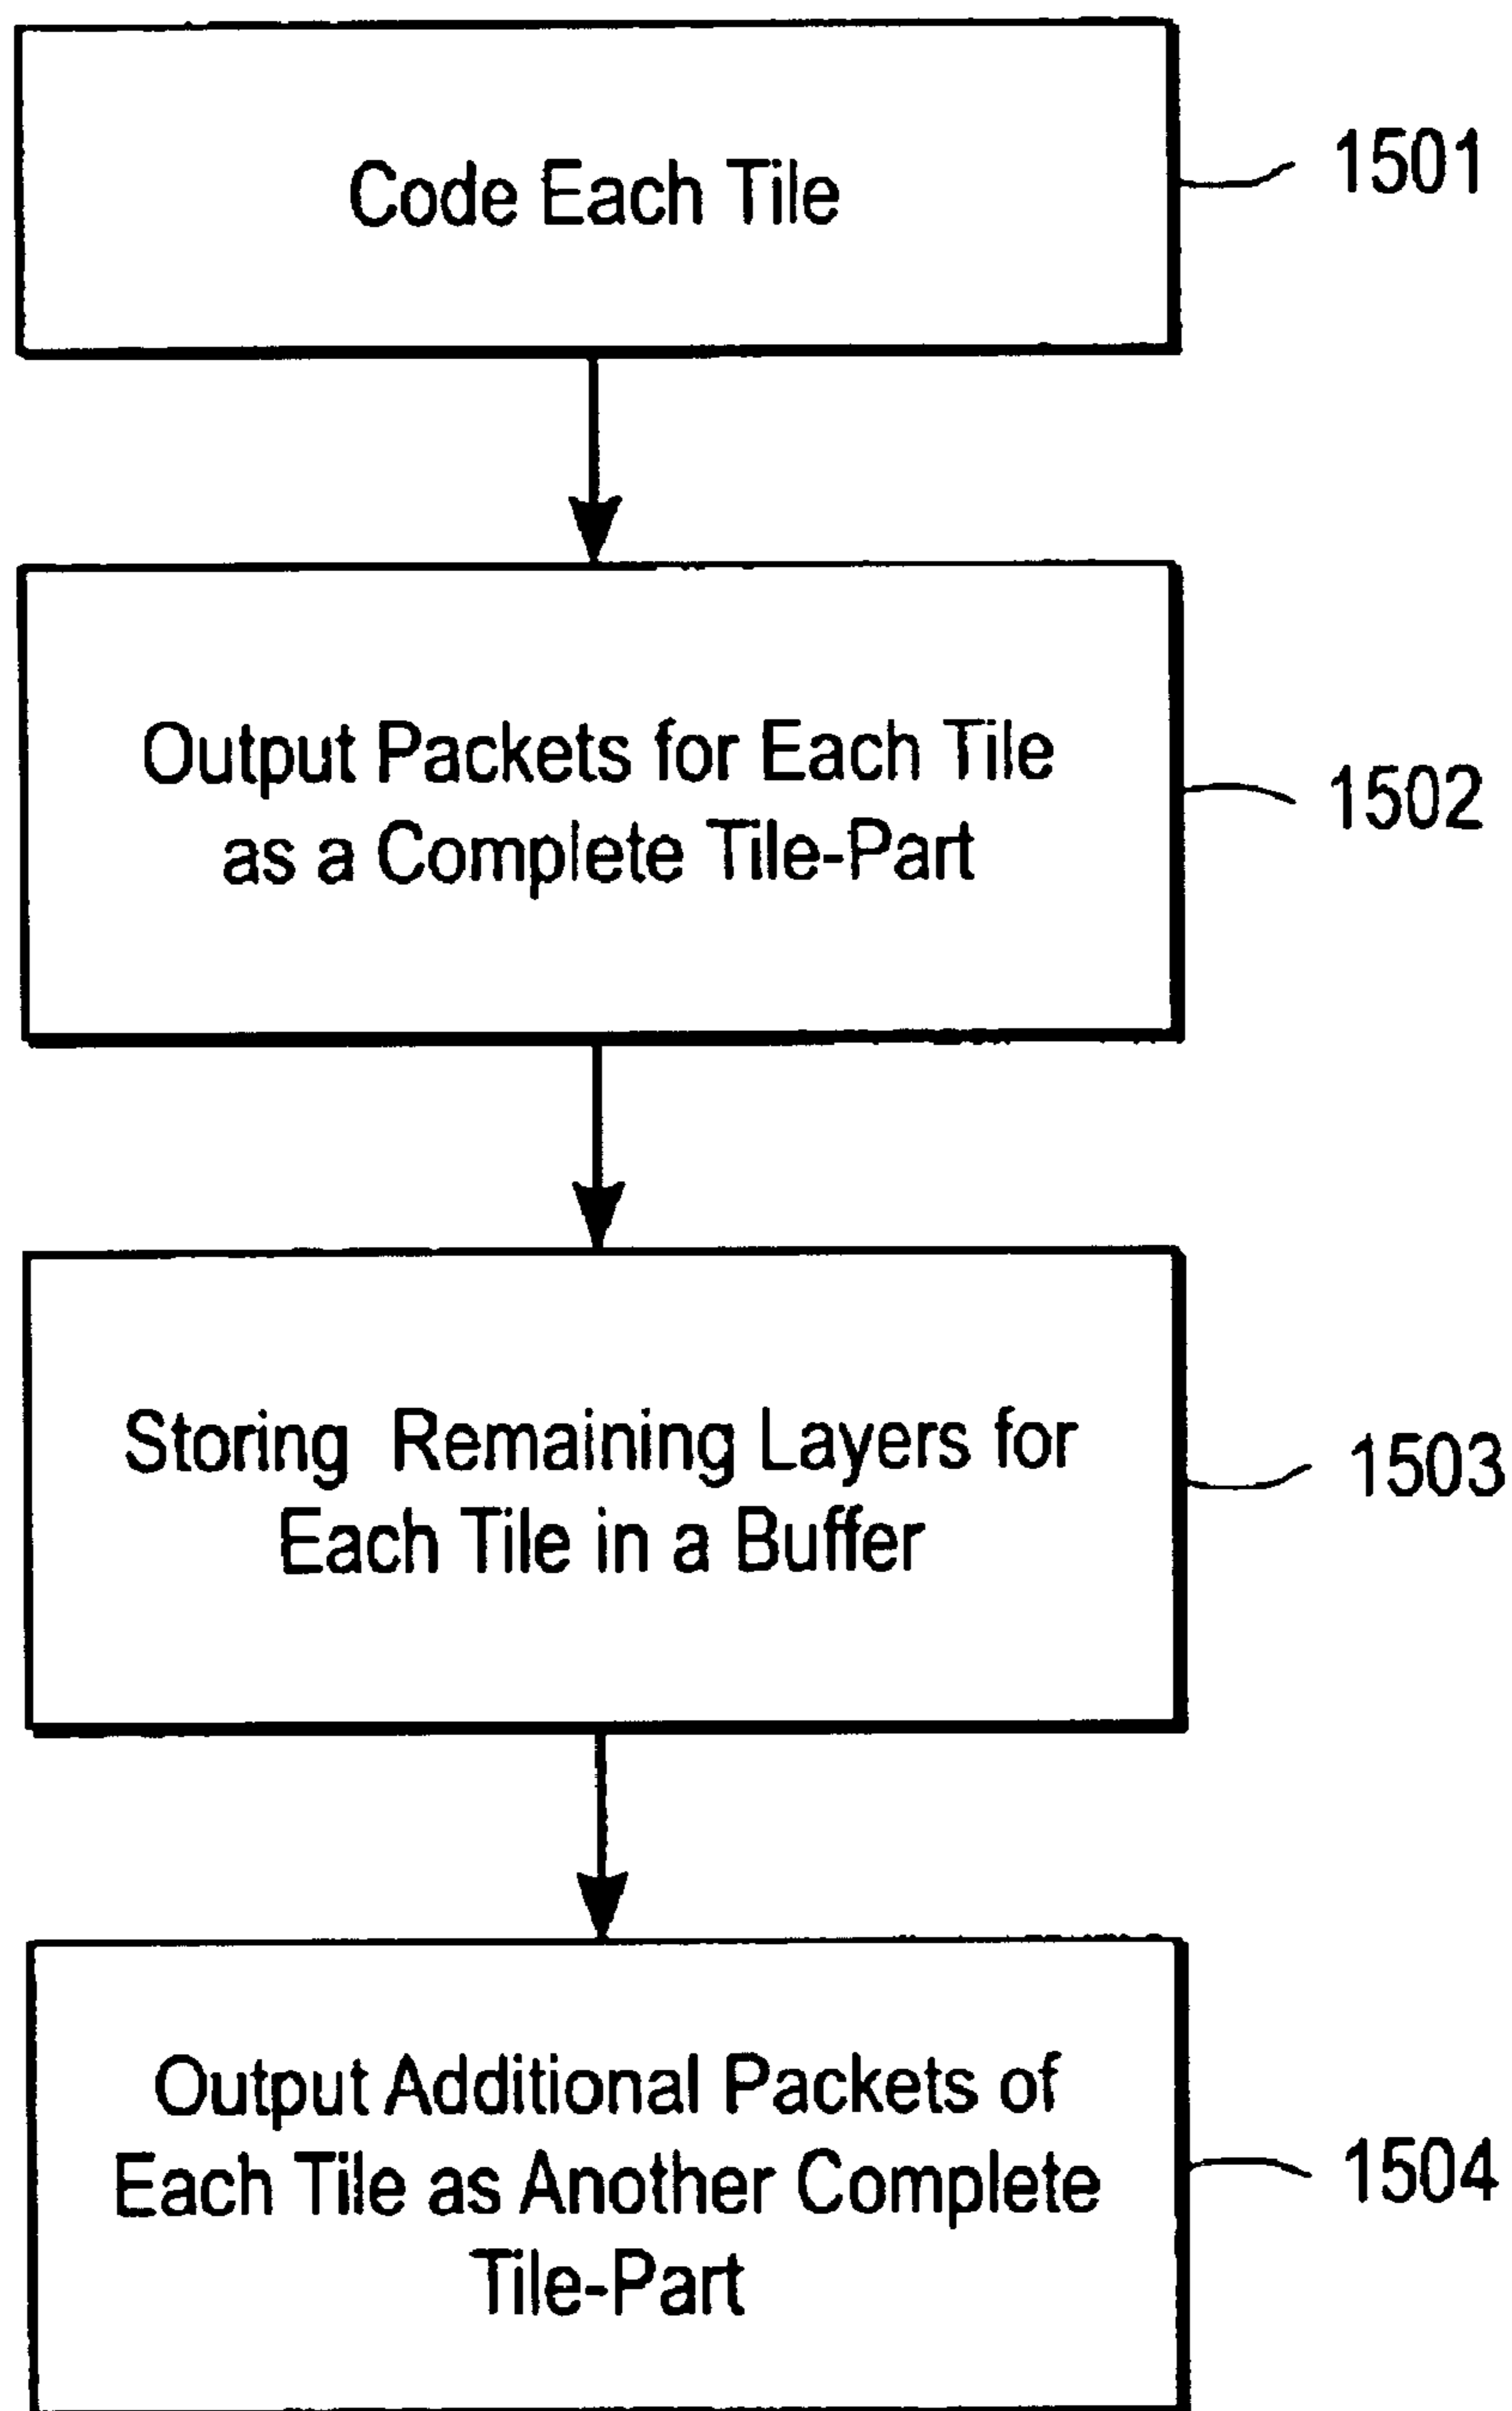 Code Each Tile
1501
Output Packets for Each Tile
as a Complete Tile-Part
1502
Storing Remaining Layers for
Each Tile in a Buffer
1503
Output Additional Packets of
Each Tile as Another Complete
Tile-Part
1504